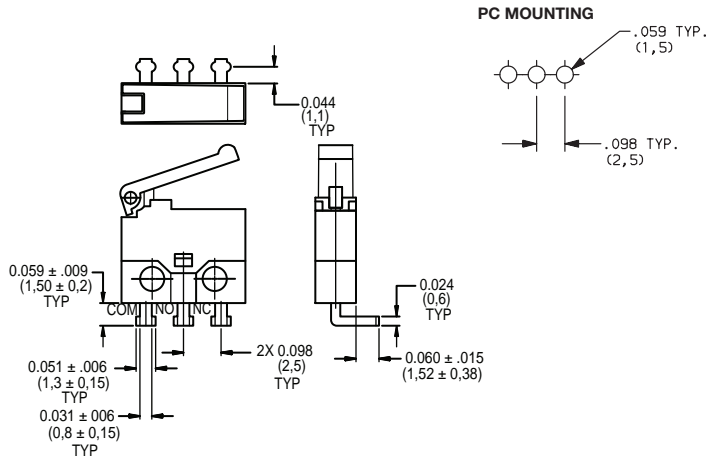 PC MOUNTING
.059 TYP.
(1,5)
0.044
(1,1)
TYP
.098 TYP.
(2,5)
0.059 ± .009
(1,50 ± 0,2)
TYP
COM NO NC
0.024
(0,6)
TYP
0.051 ± .006
(1,3 ± 0,15)
TYP
2X 0.098
(2,5)
TYP
0.060 ± .015
(1,52 ± 0,38)
0.031 ± 006
(0,8 ± 0,15)
TYP